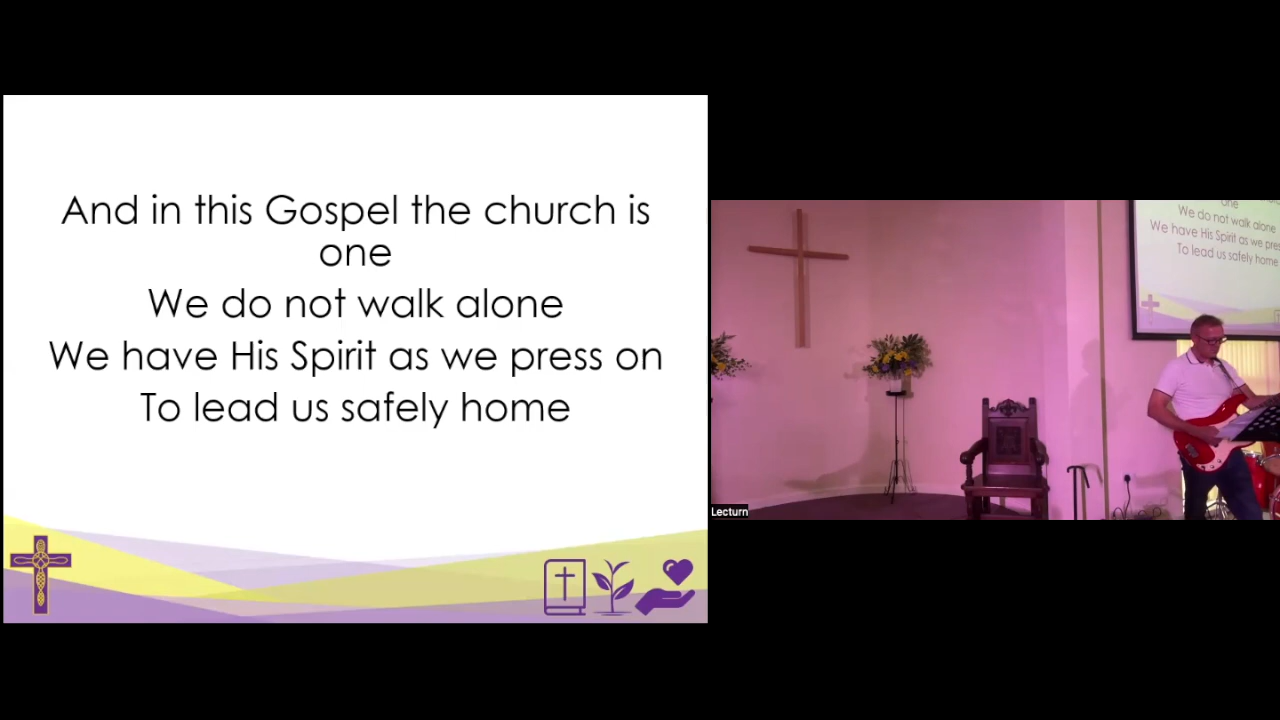 And in this Gospel the church is
one
We do not walk alone
We have His Spirit as we press on
To lead us safely home
one
We do not walk alone
We have His Spirit as we press
To lead us safely home
Lecturn